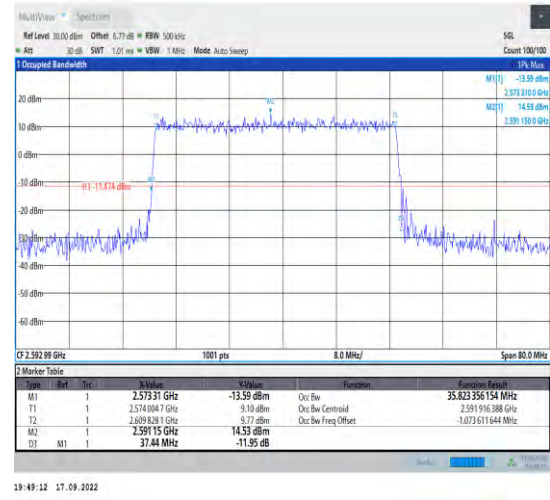 MultiView Spectrum
Ref Level 30.00 dBm Offset 6.77 dB RBW 500 kHz SGL
Att 30 dB SWT 1.01 ms VBW 1 MHz Mode Auto Sweep Count 100/100
1 Occupied Bandwidth 1Pk Max
M1[1] -13.59 dBm
2.573 310 0 GHz
M2[1] 14.53 dBm
2.591 150 0 GHz
20 dBm
M2
T1
T2
10 dBm
0 dBm
-10 dBm
M1
H1 -11.474 dBm
-20 dBm
D3
-30 dBm
-40 dBm
-50 dBm
-60 dBm
CF 2.592 99 GHz 1001 pts 8.0 MHz/ Span 80.0 MHz
2 Marker Table
Type Ref Trc X-Value Y-Value Function Function Result
M1 1 2.573 31 GHz -13.59 dBm Occ Bw 35.823 356 154 MHz
T1 1 2.574 004 7 GHz 9.10 dBm Occ Bw Centroid 2.591 916 388 GHz
T2 1 2.609 828 1 GHz 9.77 dBm Occ Bw Freq Offset -1.073 611 644 MHz
M2 1 2.591 15 GHz 14.53 dBm
D3 M1 1 37.44 MHz -11.95 dB
19:49:12 17.09.2022